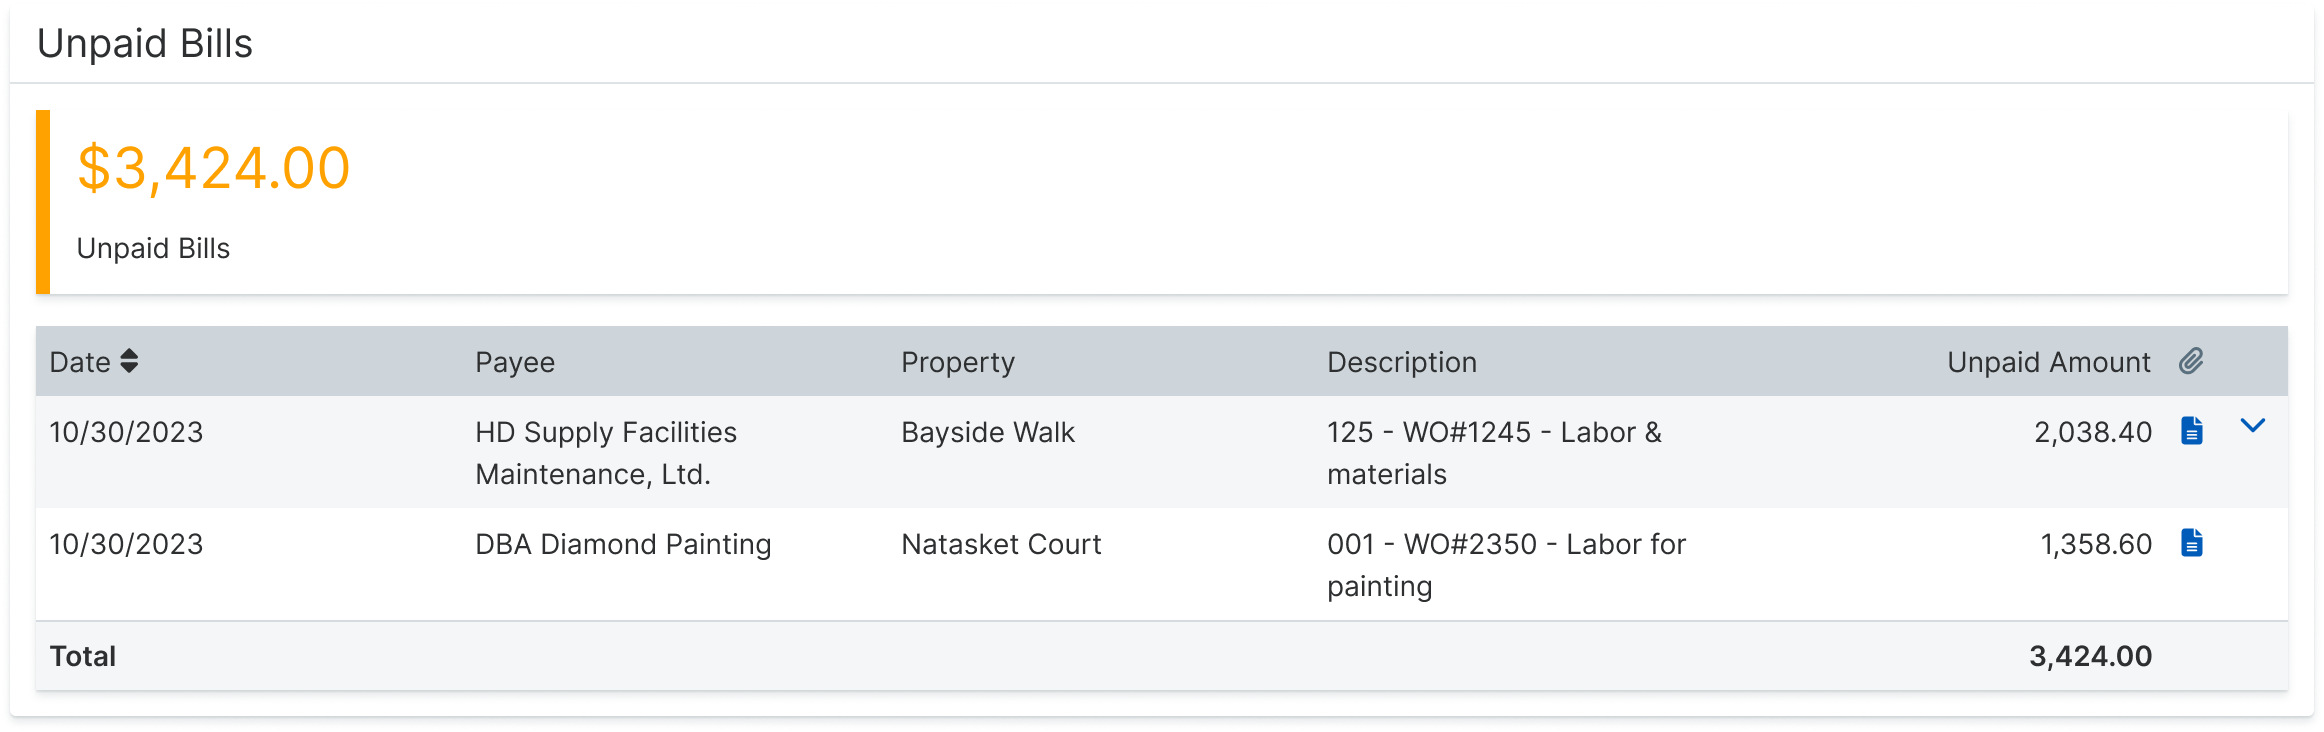 Unpaid Bills
$3,424.00
Unpaid Bills
Date Payee Property Description Unpaid Amount
10/30/2023 HD Supply Facilities Bayside Walk 125 - WO#1245 - Labor & 2,038.40
Maintenance, Ltd. materials
10/30/2023 DBA Diamond Painting Natasket Court 001 - WO#2350 - Labor for 1,358.60
painting
Total 3,424.00